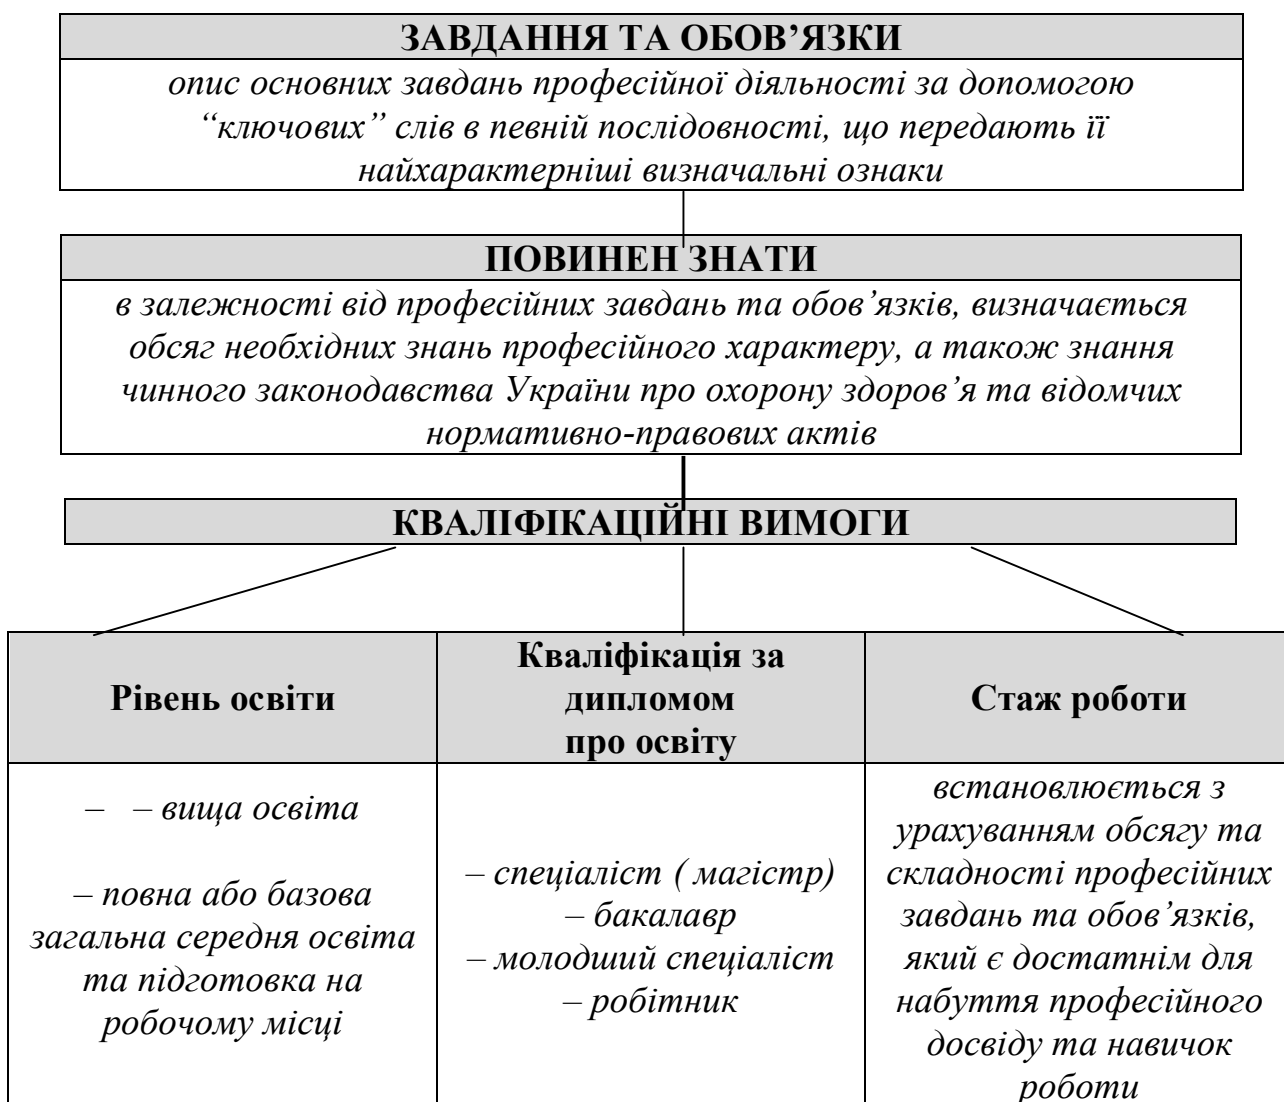 ЗАВДАННЯ ТА ОБОВ’ЯЗКИ
опис основних завдань професійної діяльності за допомогою
“ключових” слів в певній послідовності, що передають її
найхарактерніші визначальні ознаки
ПОВИНЕН ЗНАТИ
в залежності від професійних завдань та обов’язків, визначається
обсяг необхідних знань професійного характеру, а також знання
чинного законодавства України про охорону здоров’я та відомчих
нормативно-правових актів
КВАЛІФІКАЦІЙНІ ВИМОГИ
Рівень освіти
Кваліфікація за
дипломом
про освіту
Стаж роботи
– – вища освіта
– повна або базова
загальна середня освіта
та підготовка на
робочому місці
– спеціаліст ( магістр)
– бакалавр
– молодший спеціаліст
– робітник
встановлюється з
урахуванням обсягу та
складності професійних
завдань та обов’язків,
який є достатнім для
набуття професійного
досвіду та навичок
роботи